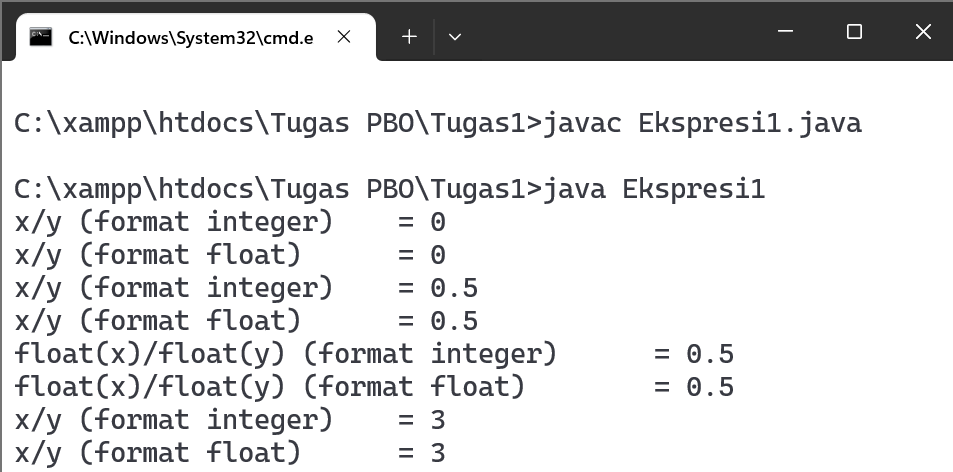 C:\Windows\System32\cmd.e
C:\xampp\htdocs\Tugas PBO\Tugas1>javac Ekspresi1.java
C:\xampp\htdocs\Tugas PBO\Tugas1>java Ekspresi1
x/y (format integer)    = 0
x/y (format float)      = 0
x/y (format integer)    = 0.5
x/y (format float)      = 0.5
float(x)/float(y) (format integer)      = 0.5
float(x)/float(y) (format float)        = 0.5
x/y (format integer)    = 3
x/y (format float)      = 3